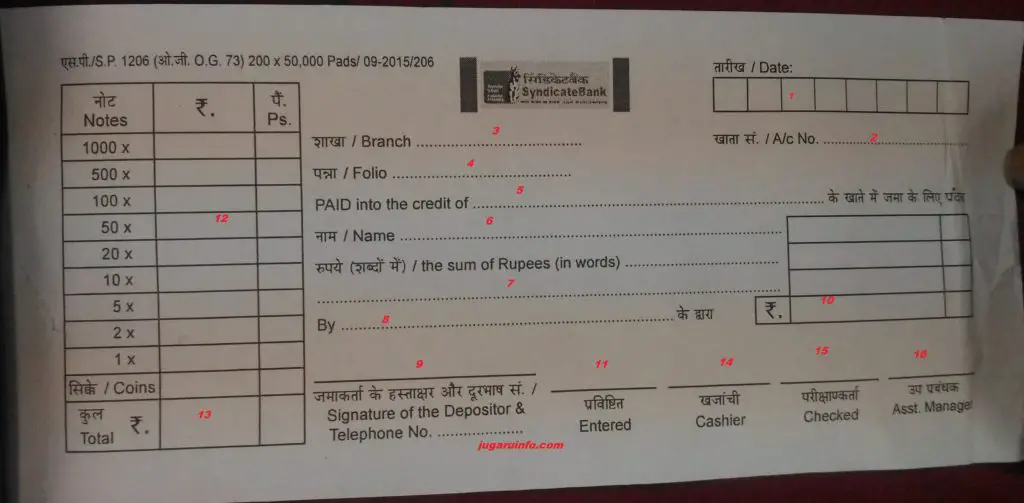 एस.पी./S.P. 1206 (ओ.जी. O.G. 73) 200 x 50,000 Pads/ 09-2015/206
सिंडिकेटबैंक
SyndicateBank
तारीख / Date:
1
नोट
Notes
₹.
पै.
Ps.
1000 x
500 x
100 x
50 x
12
20 x
10 x
5 x
2 x
1 x
सिक्के / Coins
कुल
Total
₹.
13
शाखा / Branch ........ 3 ........
खाता सं. / A/c No. ........ 2 ........
पन्ना / Folio ........ 4 ........
PAID into the credit of ........ 5 ........ के खाते में जमा के लिए
नाम / Name ........ 6 ........
रुपये (शब्दों में) / the sum of Rupees (in words) ........
7
By ........ 8 ........ के द्वारा
₹.
10
9
जमाकर्ता के हस्ताक्षर और दूरभाष सं. /
Signature of the Depositor &
Telephone No. ....................
11
प्रविष्टित
Entered
14
खजांची
Cashier
15
परीक्षाणकर्ता
Checked
16
उप प्रबंधक
Asst. Manager
jugaruinfo.com